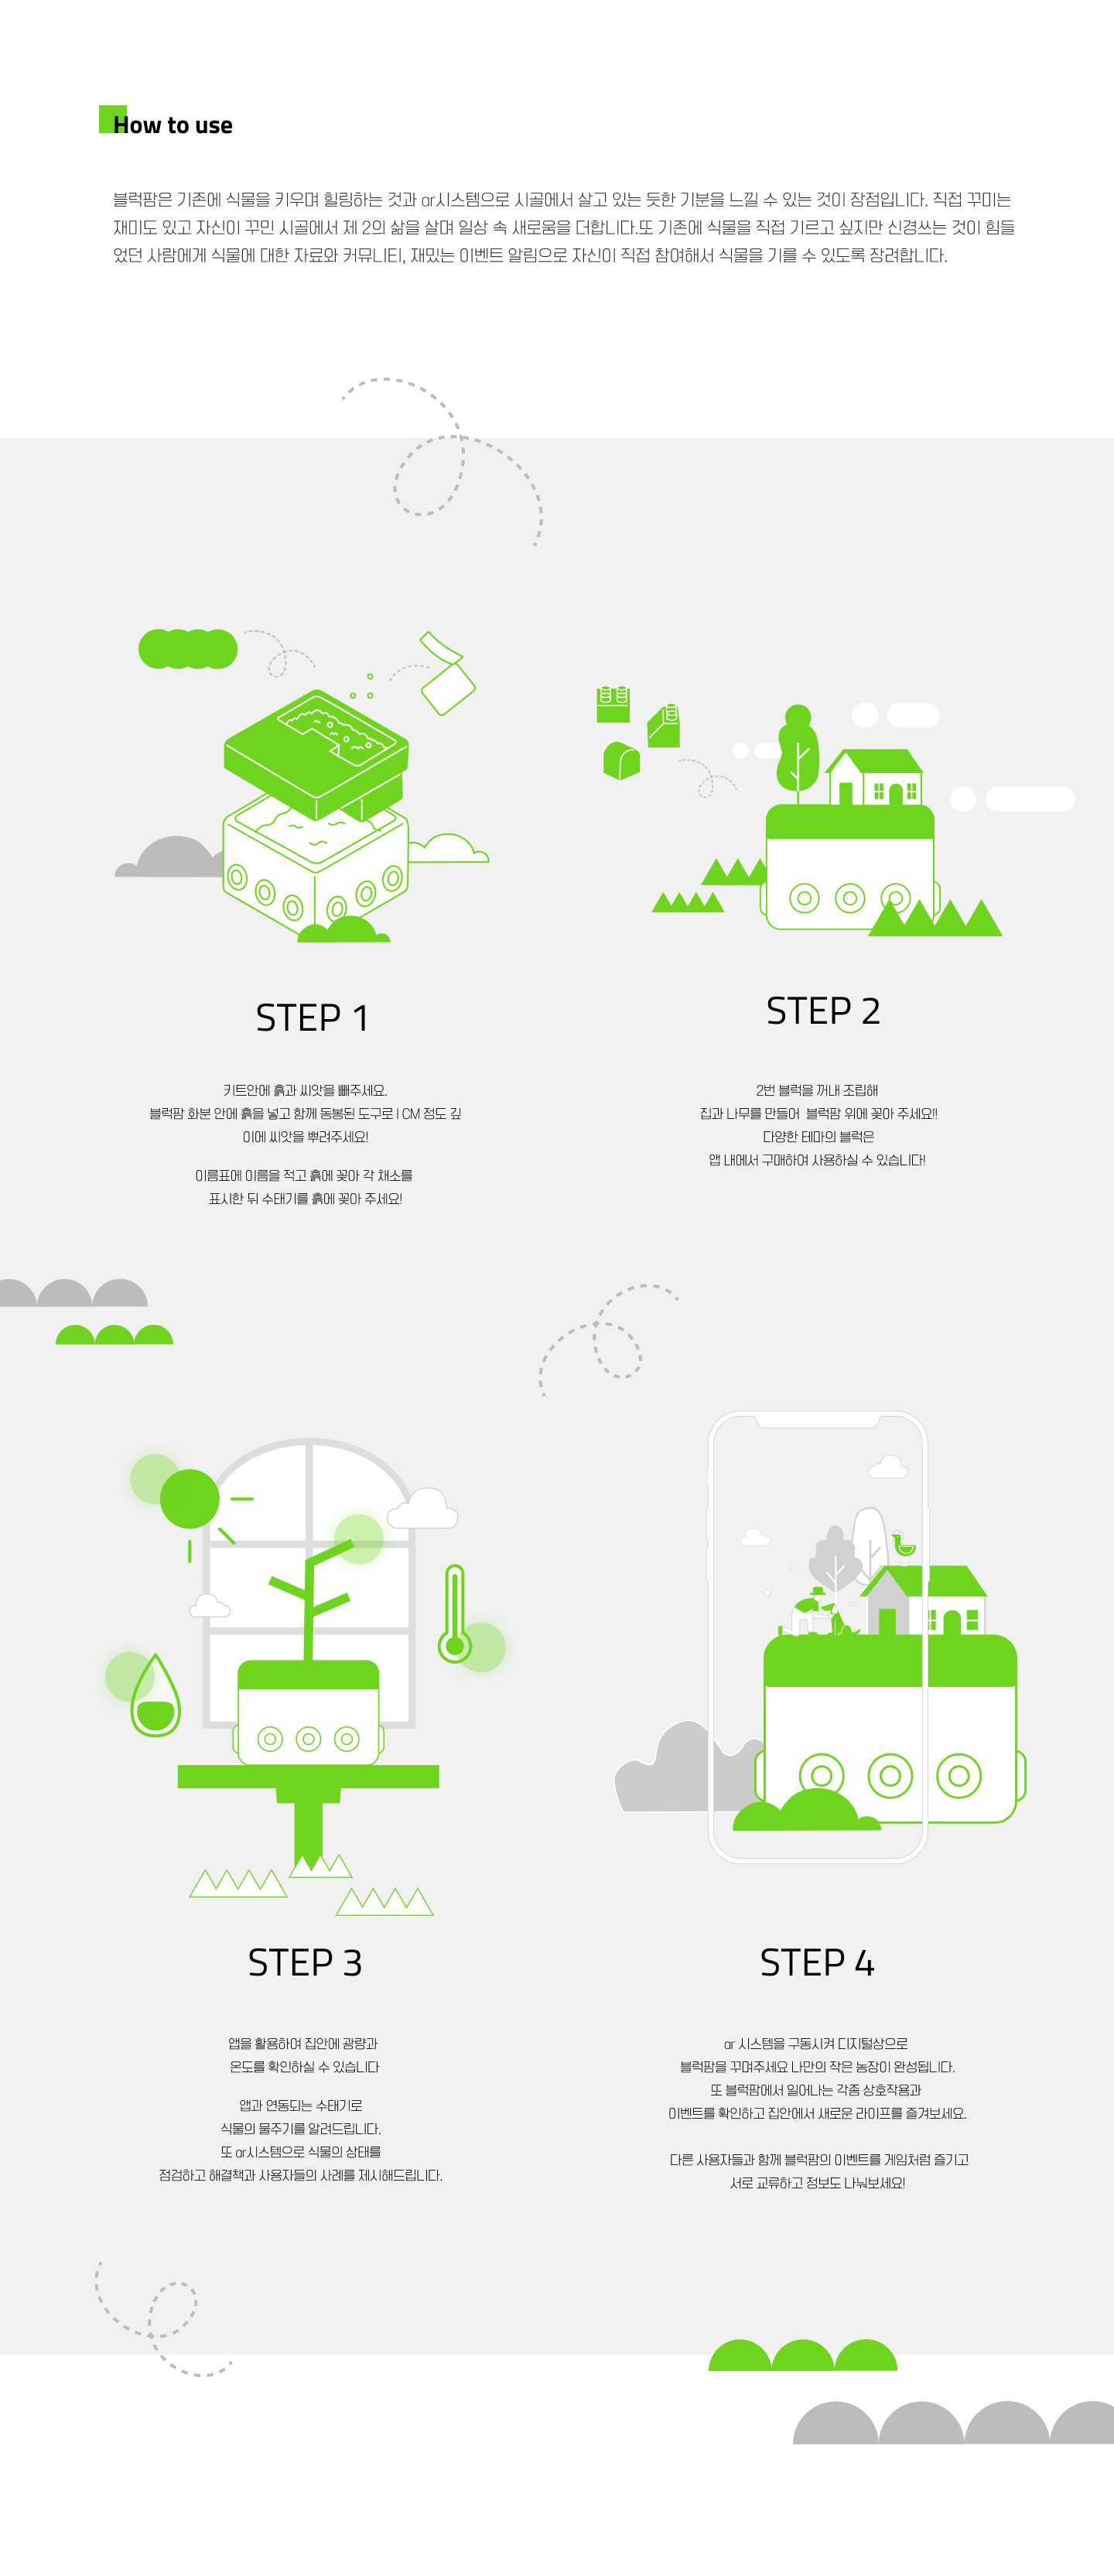 How to use
블럭팜은 기존에 식물을 키우며 힐링하는 것과 ar시스템으로 시골에서 살고 있는 듯한 기분을 느낄 수 있는 것이 장점입니다. 직접 꾸미는
재미도 있고 자신이 꾸민 시골에서 제 2의 삶을 살며 일상 속 새로움을 더합니다.또 기존에 식물을 직접 기르고 싶지만 신경쓰는 것이 힘들
었던 사람에게 식물에 대한 자료와 커뮤니티, 재밌는 이벤트 알림으로 자신이 직접 참여해서 식물을 기를 수 있도록 장려합니다.
STEP 1
키트안에 흙과 씨앗을 빼주세요.
블럭팜 화분 안에 흙을 넣고 함께 동봉된 도구로 1 CM 정도 깊
이에 씨앗을 뿌려주세요!
이름표에 이름을 적고 흙에 꽂아 각 채소를
표시한 뒤 수태기를 흙에 꽂아 주세요!
STEP 2
2번 블럭을 꺼내 조립해
집과 나무를 만들어 블럭팜 위에 꽂아 주세요!!
다양한 테마의 블럭은
앱 내에서 구매하여 사용하실 수 있습니다!
STEP 3
앱을 활용하여 집안에 광량과
온도를 확인하실 수 있습니다
앱과 연동되는 수태기로
식물의 물주기를 알려드립니다.
또 ar시스템으로 식물의 상태를
점검하고 해결책과 사용자들의 사례를 제시해드립니다.
STEP 4
ar 시스템을 구동시켜 디지털상으로
블럭팜을 꾸며주세요 나만의 작은 농장이 완성됩니다.
또 블럭팜에서 일어나는 각종 상호작용과
이벤트를 확인하고 집안에서 새로운 라이프를 즐겨보세요.
다른 사용자들과 함께 블럭팜의 이벤트를 게임처럼 즐기고
서로 교류하고 정보도 나눠보세요!